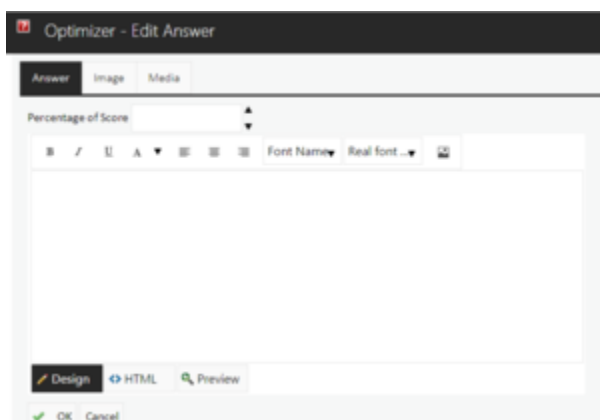 Optimizer - Edit Answer
Answer Image Media
Percentage of Score
B I U A Font Name Real font ...
Design HTML Preview
OK Cancel